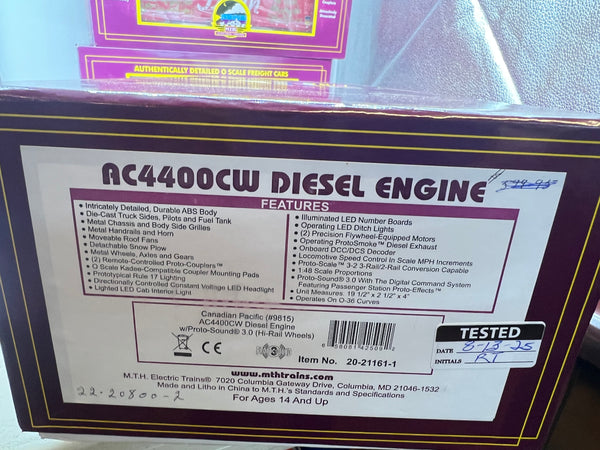 M.T.H.
AUTHENTICALLY DETAILED O SCALE FREIGHT CARS
AC4400CW DIESEL ENGINE
FEATURES
• Intricately Detailed, Durable ABS Body
• Die-Cast Truck Sides, Pilots and Fuel Tank
• Metal Chassis and Body Side Grilles
• Metal Handrails and Horn
• Moveable Roof Fans
• Detachable Snow Plow
• Metal Wheels, Axles and Gears
• (2) Remote-Controlled Proto-Couplers™
• O Scale Kadee-Compatible Coupler Mounting Pads
• Prototypical Rule 17 Lighting
• Directionally Controlled Constant Voltage LED Headlight
• Lighted LED Cab Interior Light
• Illuminated LED Number Boards
• Operating LED Ditch Lights
• (2) Precision Flywheel-Equipped Motors
• Operating ProtoSmoke™ Diesel Exhaust
• Onboard DCC/DCS Decoder
• Locomotive Speed Control In Scale MPH Increments
• Proto-Scale™ 3-2 3-Rail/2-Rail Conversion Capable
• 1:48 Scale Proportions
• Proto-Sound® 3.0 With The Digital Command System
Featuring Passenger Station Proto-Effects™
• Unit Measures: 19 1/2" x 2 1/2" x 4"
• Operates On O-36 Curves
Canadian Pacific (#9815)
AC4400CW Diesel Engine
w/Proto-Sound® 3.0 (Hi-Rail Wheels)
CE
Item No. 20-21161-1
TESTED
DATE 8-13-25
INITIALS RT
www.mthtrains.com
M.T.H. Electric Trains® 7020 Columbia Gateway Drive, Columbia, MD 21046-1532
Made and Litho in China to M.T.H.'s Standards and Specifications
For Ages 14 And Up
22-20800-2